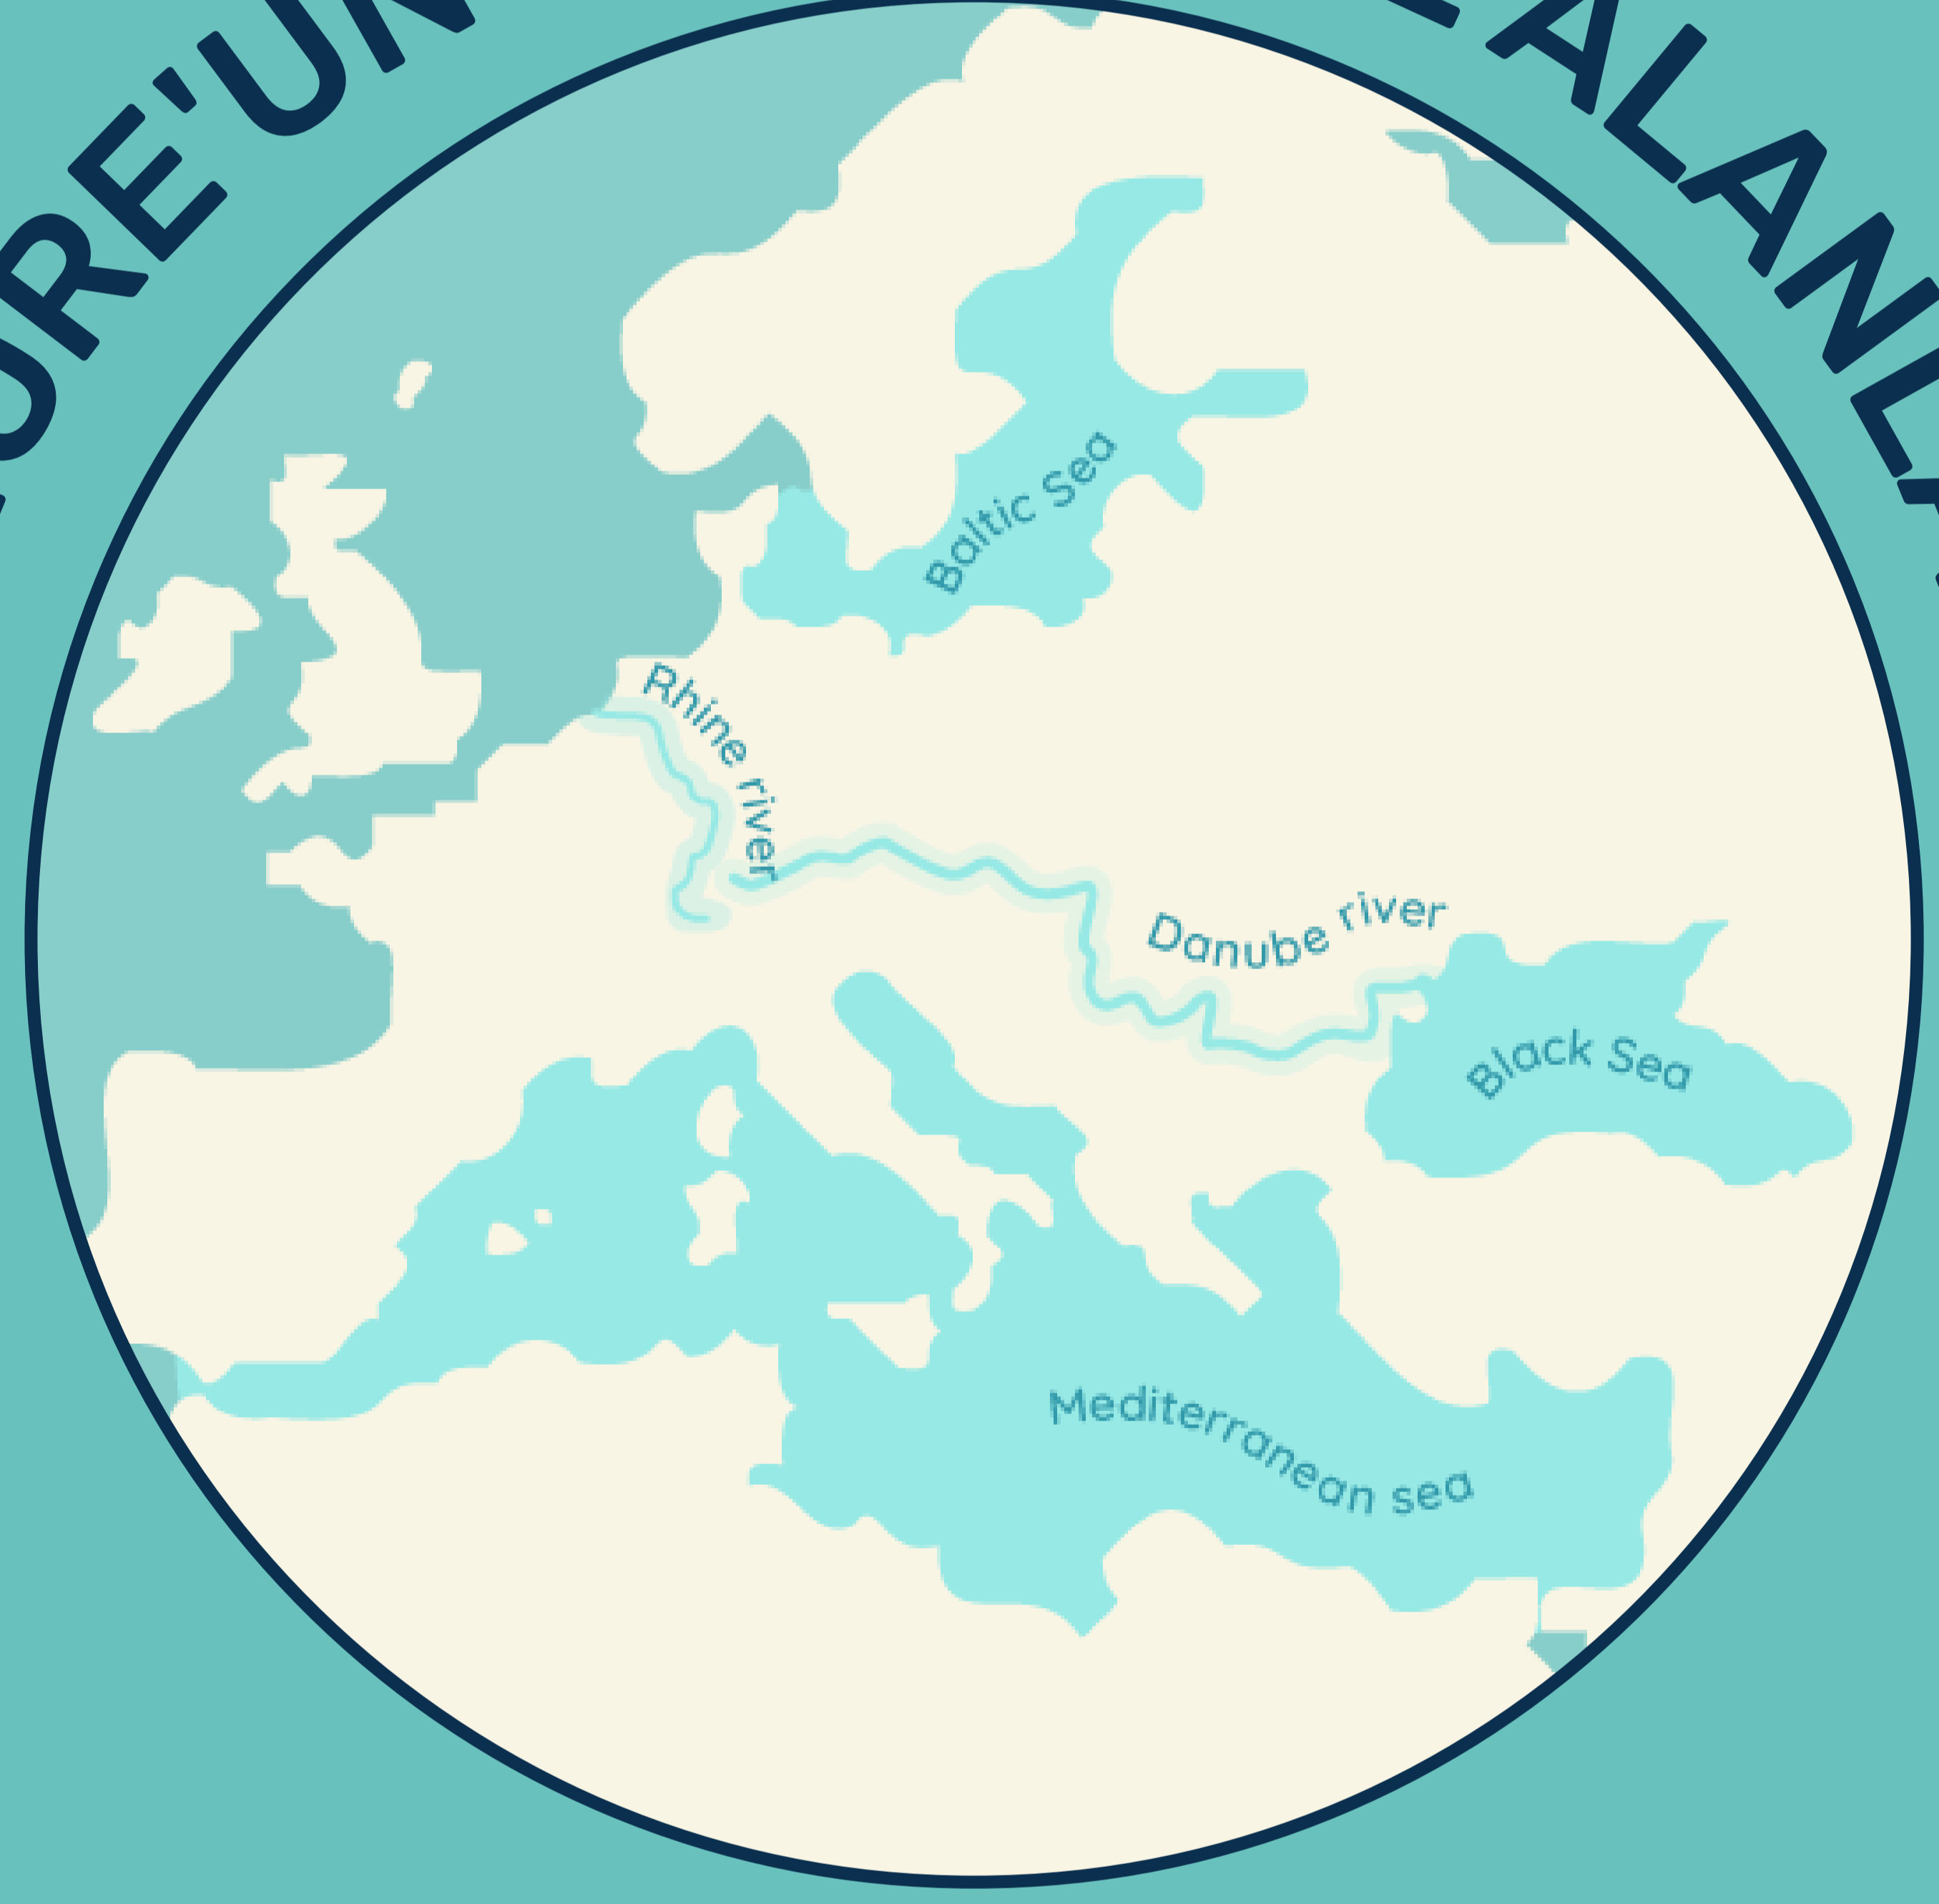 Baltic Sea
Rhine river
Danube river
Black Sea
Mediterranean sea